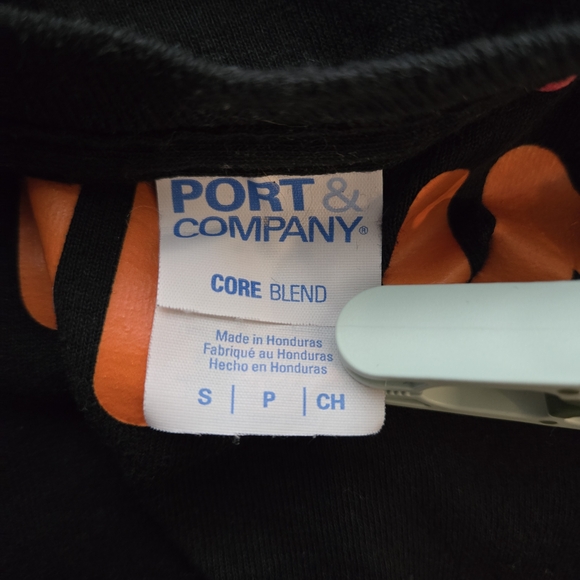 PORT &
COMPANY®
CORE BLEND
Made in Honduras
Fabriqué au Honduras
Hecho en Honduras
S | P | CH